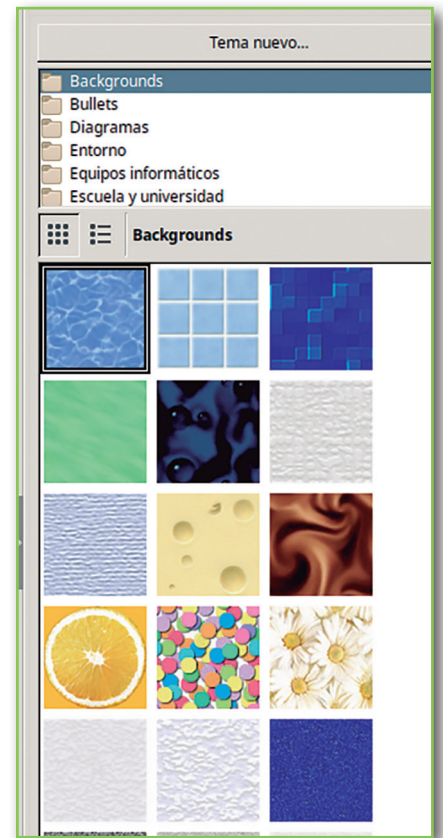 Tema nuevo...
Backgrounds
Bullets
Diagramas
Entorno
Equipos informáticos
Escuela y universidad
Backgrounds